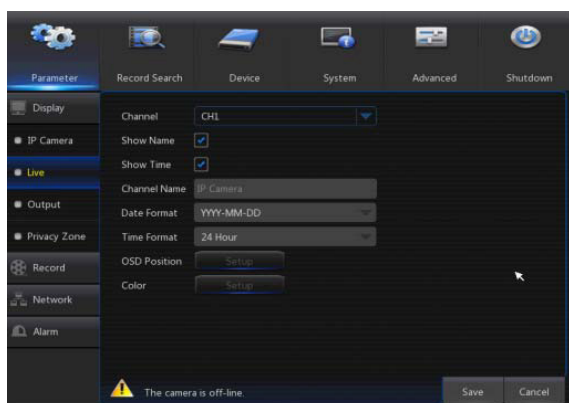 Parameter Record Search Device System Advanced Shutdown
Display
IP Camera
Live
Output
Privacy Zone
Record
Network
Alarm
Channel CH1
Show Name
Show Time
Channel Name IP Camera
Date Format YYYY-MM-DD
Time Format 24 Hour
OSD Position Setup
Color Setup
The camera is off-line.
Save Cancel